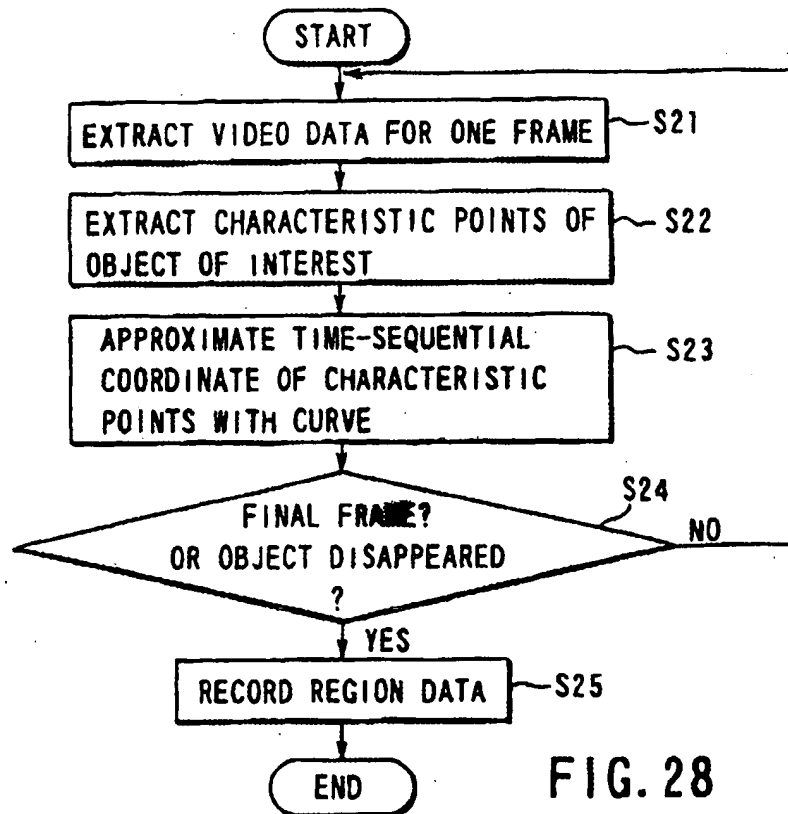 START
EXTRACT VIDEO DATA FOR ONE FRAME
S21
EXTRACT CHARACTERISTIC POINTS OF
OBJECT OF INTEREST
S22
APPROXIMATE TIME-SEQUENTIAL
COORDINATE OF CHARACTERISTIC
POINTS WITH CURVE
S23
FINAL FRAME?
OR OBJECT DISAPPEARED
?
S24
NO
YES
RECORD REGION DATA
S25
END
FIG. 28